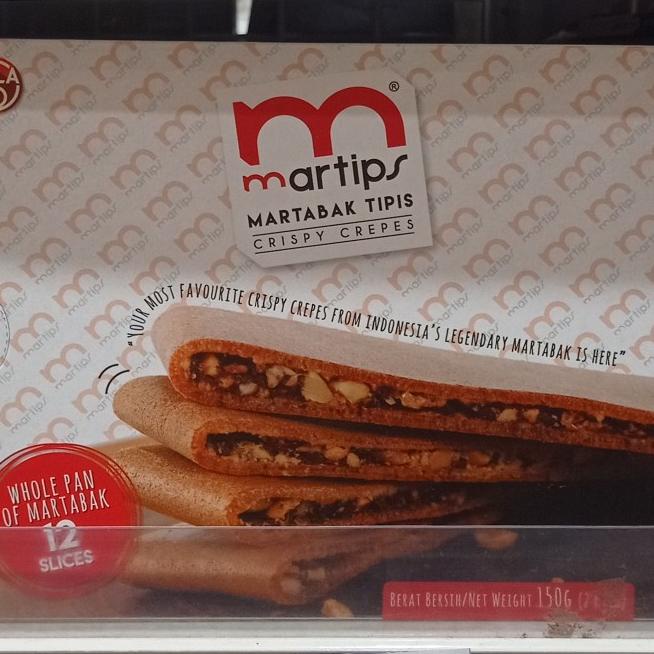 m®
martips
MARTABAK TIPIS
CRISPY CREPES
"YOUR MOST FAVOURITE CRISPY CREPES FROM INDONESIA'S LEGENDARY MARTABAK IS HERE"
WHOLE PAN
OF MARTABAK
12
SLICES
BERAT BERSIH/NET WEIGHT 150G